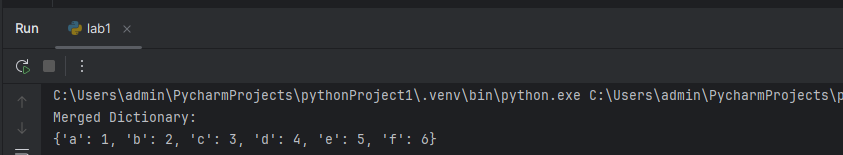 Run lab1
C:\Users\admin\PycharmProjects\pythonProject1\.venv\bin\python.exe C:\Users\admin\PycharmProjects\p
Merged Dictionary:
{'a': 1, 'b': 2, 'c': 3, 'd': 4, 'e': 5, 'f': 6}